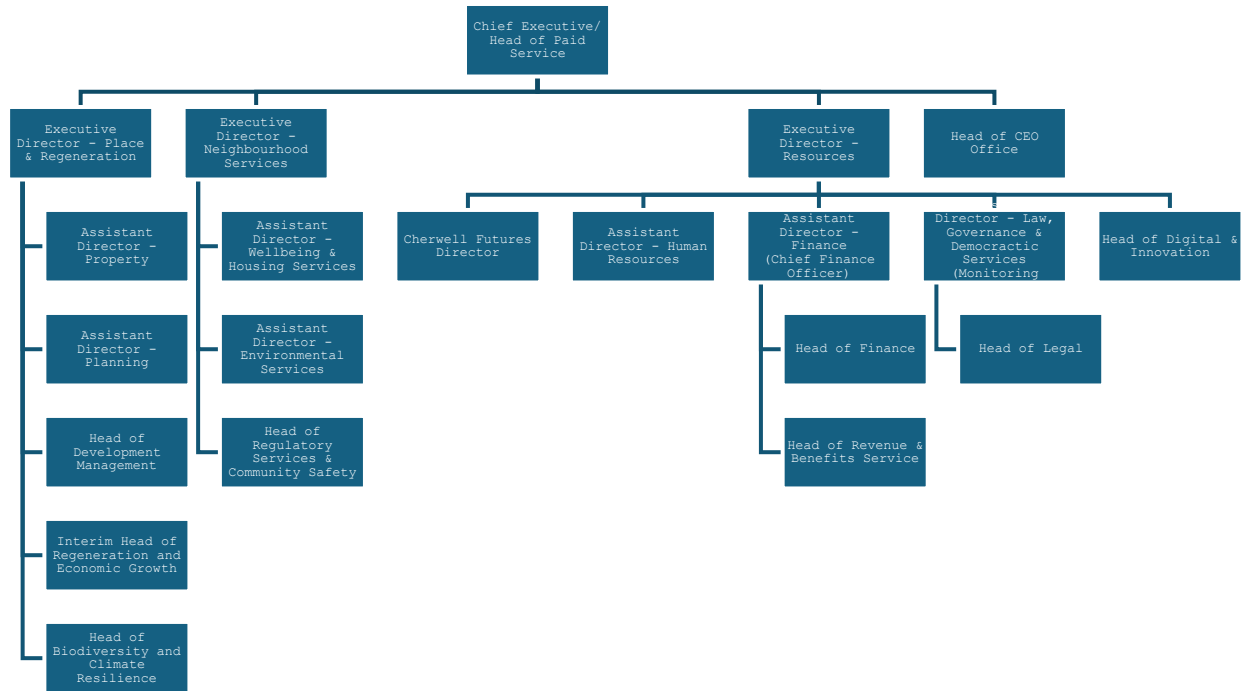 Chief Executive/
Head of Paid
Service
Executive
Director - Place
& Regeneration
Executive
Director -
Neighbourhood
Services
Executive
Director -
Resources
Head of CEO
Office
Assistant
Director -
Property
Assistant
Director -
Wellbeing &
Housing Services
Cherwell Futures
Director
Assistant
Director - Human
Resources
Assistant
Director -
Finance
(Chief Finance
Officer)
Director - Law,
Governance &
Democractic
Services
(Monitoring
Head of Digital &
Innovation
Assistant
Director -
Planning
Assistant
Director -
Environmental
Services
Head of Finance
Head of Legal
Head of
Development
Management
Head of
Regulatory
Services &
Community Safety
Head of Revenue &
Benefits Service
Interim Head of
Regeneration and
Economic Growth
Head of
Biodiversity and
Climate
Resilience